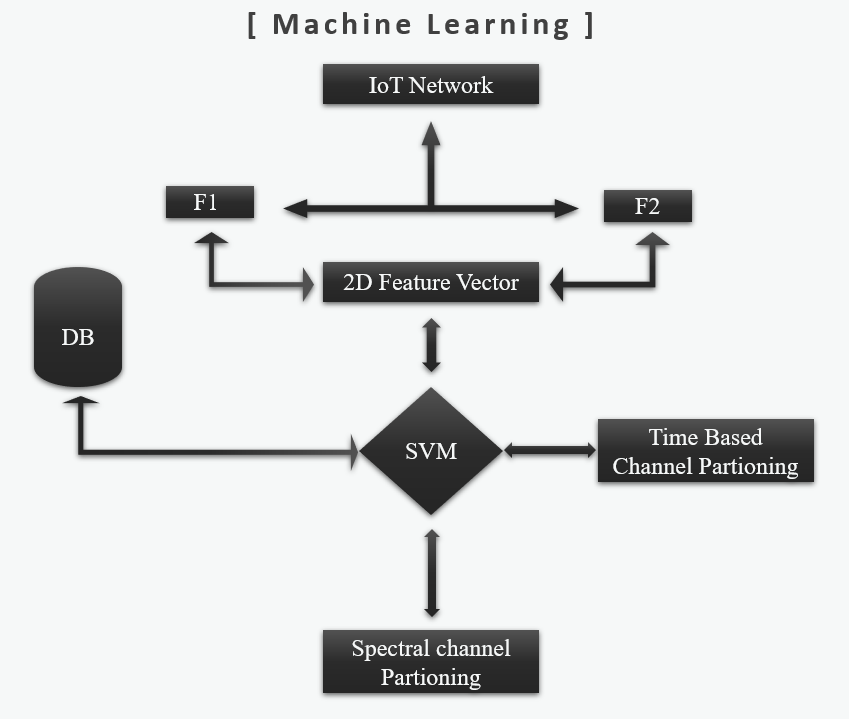 [ Machine Learning ]
IoT Network
F1
F2
2D Feature Vector
DB
SVM
Time Based
Channel Partioning
Spectral channel
Partioning